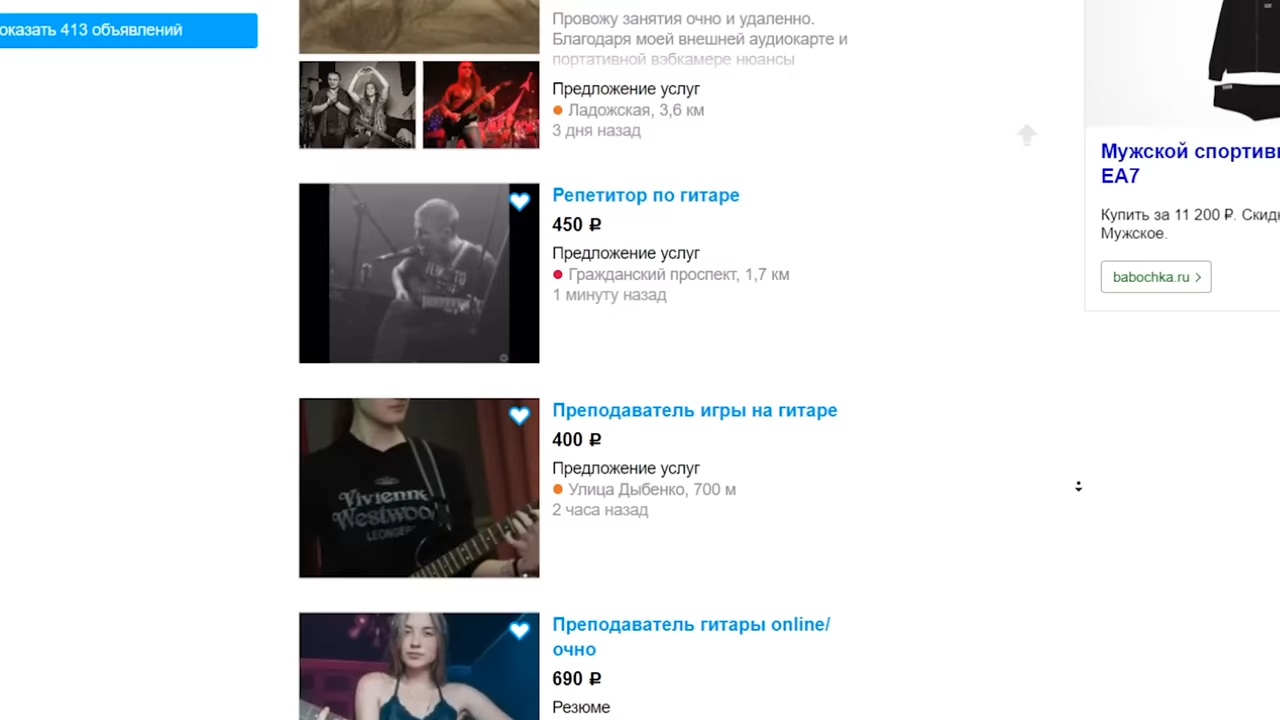 оказать 413 объявлений
Провожу занятия очно и удаленно.
Благодаря моей внешней аудиокарте и
портативной вэбкамере нюансы
Предложение услуг
Ладожская, 3,6 км
3 дня назад
Репетитор по гитаре
450 ₽
Предложение услуг
Гражданский проспект, 1,7 км
1 минуту назад
Преподаватель игры на гитаре
400 ₽
Предложение услуг
Улица Дыбенко, 700 м
2 часа назад
Vivienne
Westwood
Преподаватель гитары online/
очно
690 ₽
Резюме
Мужской спортивн
EA7
Купить за 11 200 ₽. Скидк
Мужское.
babochka.ru